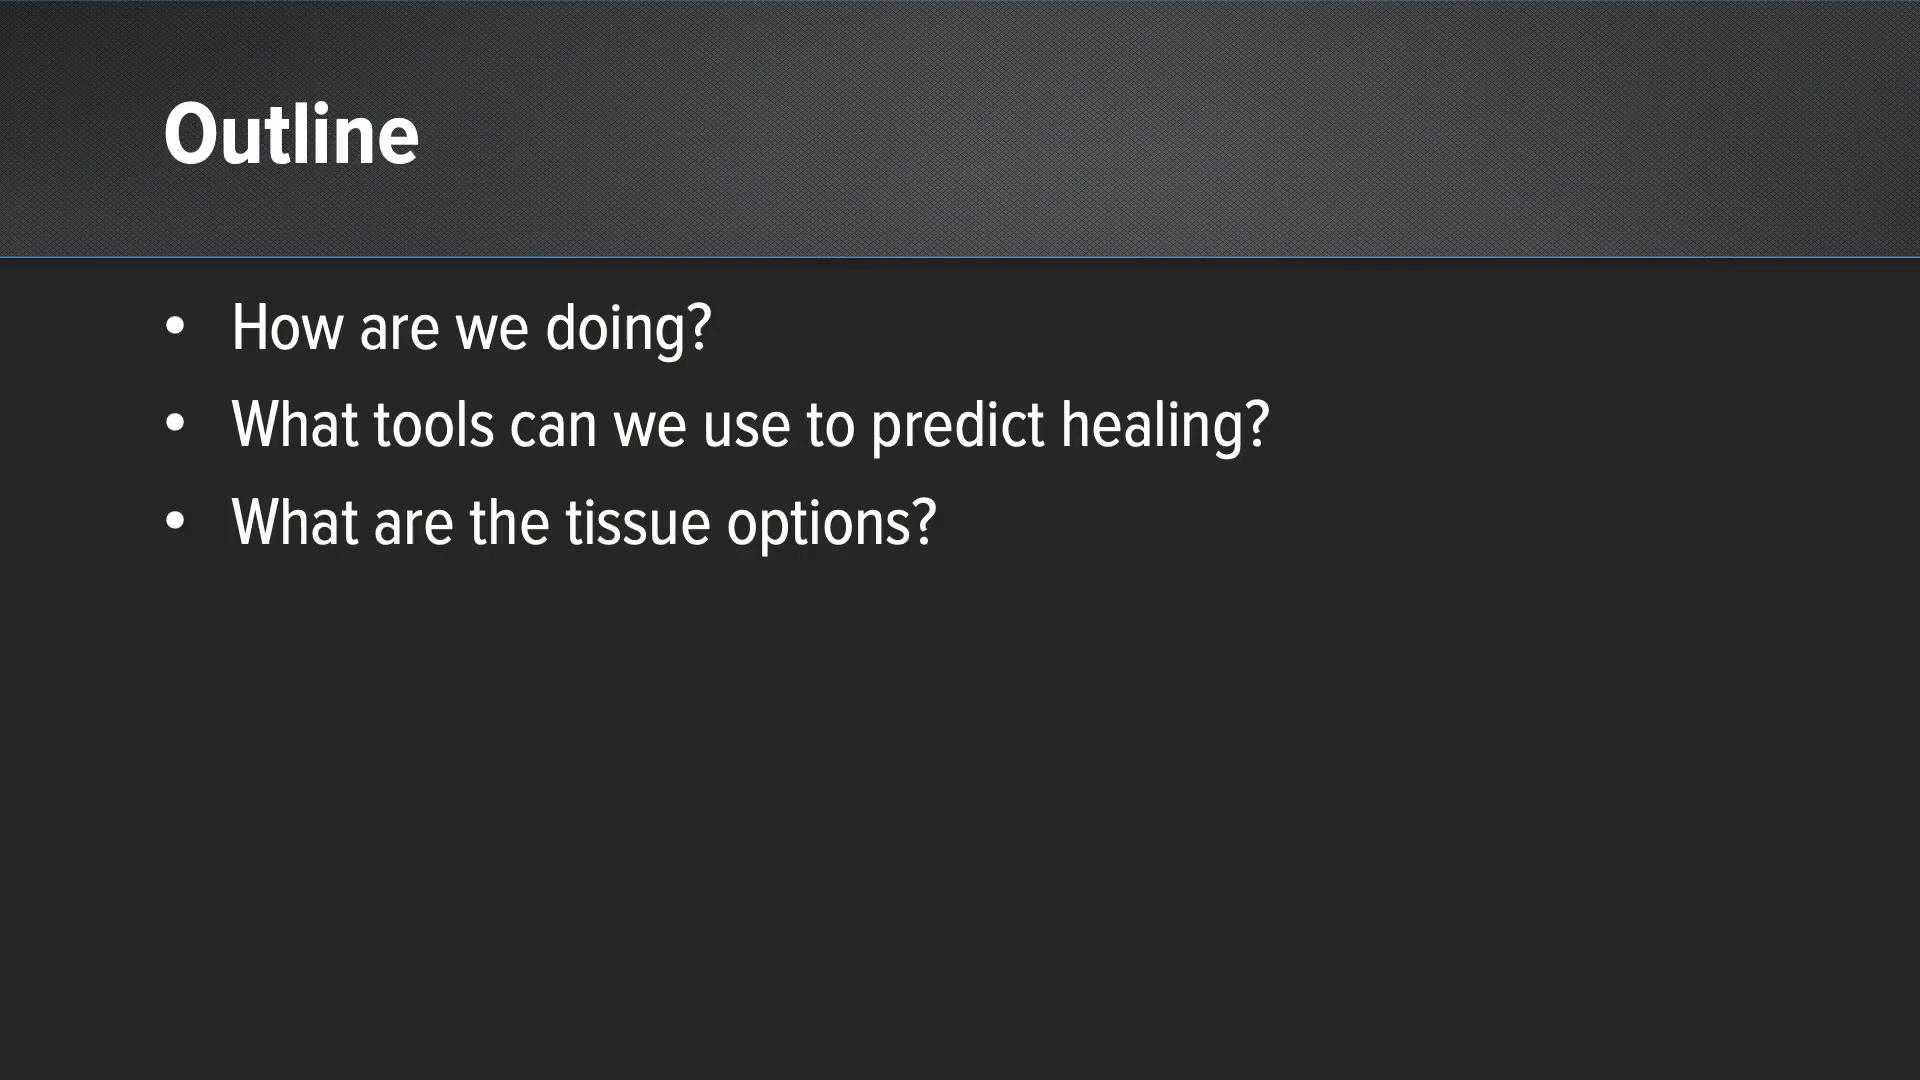 Outline
• How are we doing?
• What tools can we use to predict healing?
• What are the tissue options?